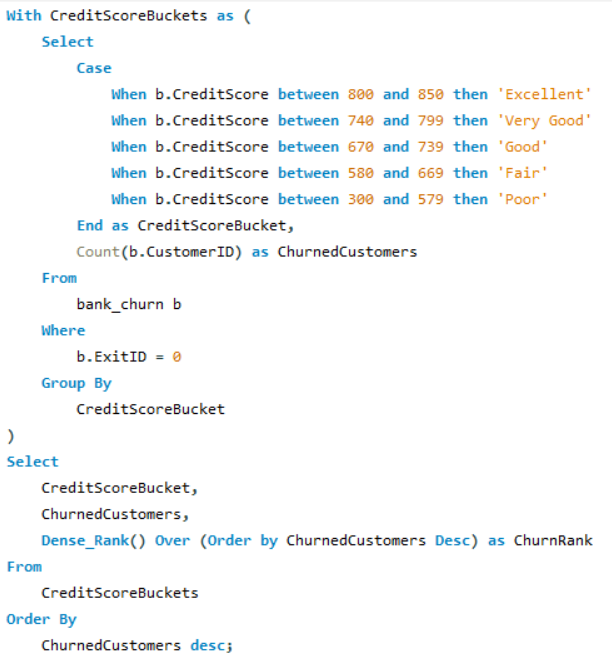 With CreditScoreBuckets as (
    Select
        Case
            When b.CreditScore between 800 and 850 then 'Excellent'
            When b.CreditScore between 740 and 799 then 'Very Good'
            When b.CreditScore between 670 and 739 then 'Good'
            When b.CreditScore between 580 and 669 then 'Fair'
            When b.CreditScore between 300 and 579 then 'Poor'
        End as CreditScoreBucket,
        Count(b.CustomerID) as ChurnedCustomers
    From
        bank_churn b
    Where
        b.ExitID = 0
    Group By
        CreditScoreBucket
)
Select
    CreditScoreBucket,
    ChurnedCustomers,
    Dense_Rank() Over (Order by ChurnedCustomers Desc) as ChurnRank
From
    CreditScoreBuckets
Order By
    ChurnedCustomers desc;